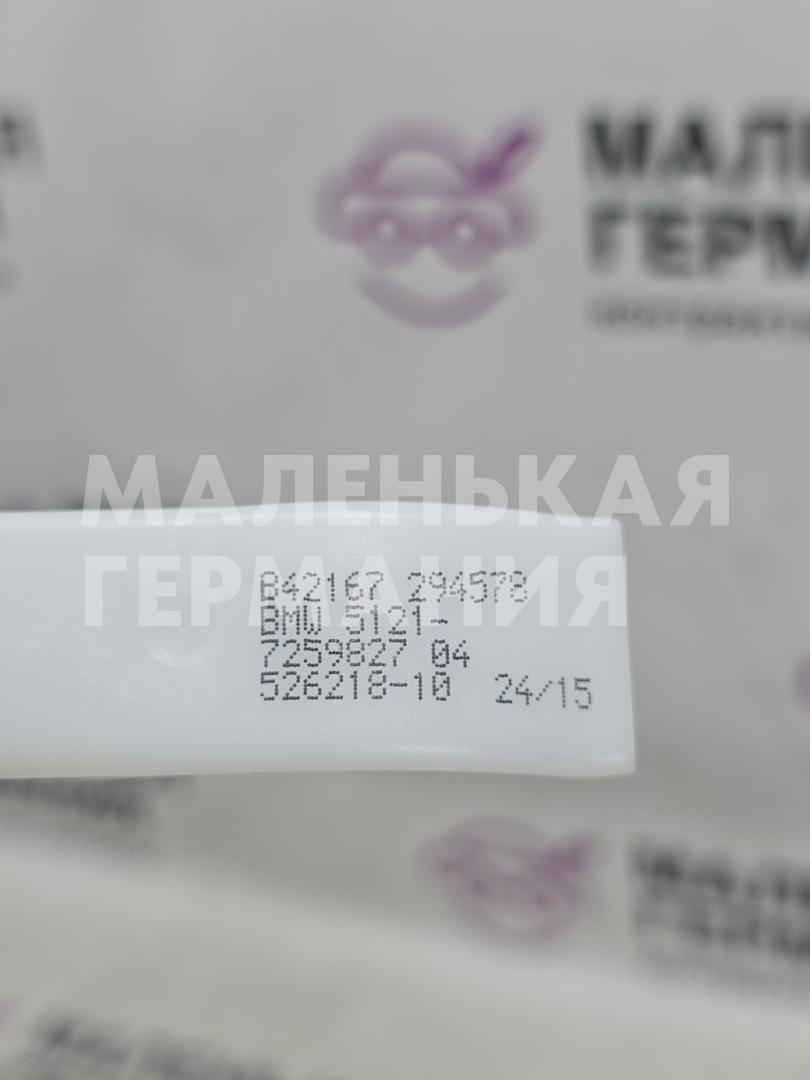 МАЛЕНЬКАЯ
ГЕРМАНИЯ
B42167 294578
BMW 5121-
7259827 04
526218-10 24/15